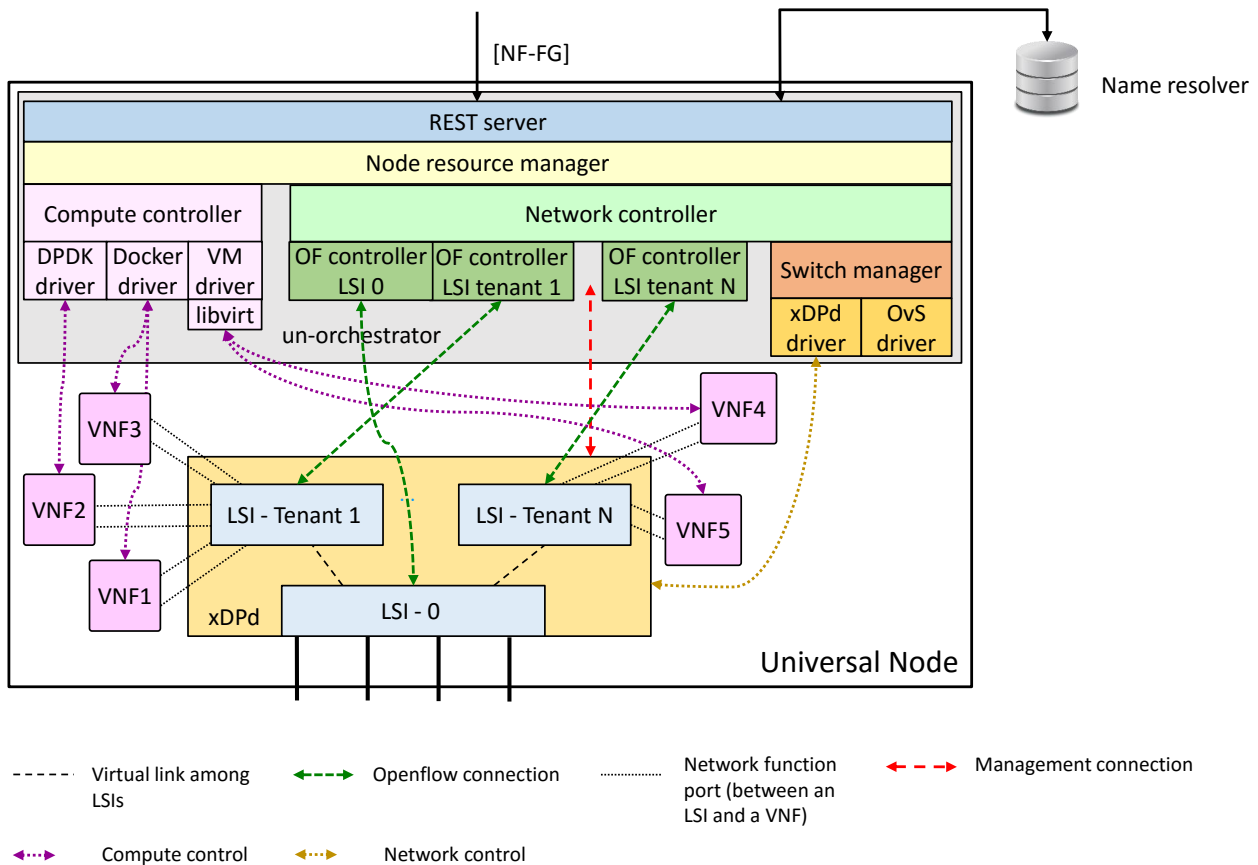 [NF-FG]
Name resolver
REST server
Node resource manager
Compute controller
Network controller
DPDK
driver
Docker
driver
VM
driver
libvirt
OF controller
LSI 0
OF controller
LSI tenant 1
OF controller
LSI tenant N
Switch manager
xDPd
driver
OvS
driver
un-orchestrator
VNF3
VNF4
VNF2
LSI - Tenant 1
...
LSI - Tenant N
VNF5
VNF1
xDPd
LSI - 0
Universal Node
Virtual link among
LSIs
Openflow connection
Network function
port (between an
LSI and a VNF)
Management connection
Compute control
Network control